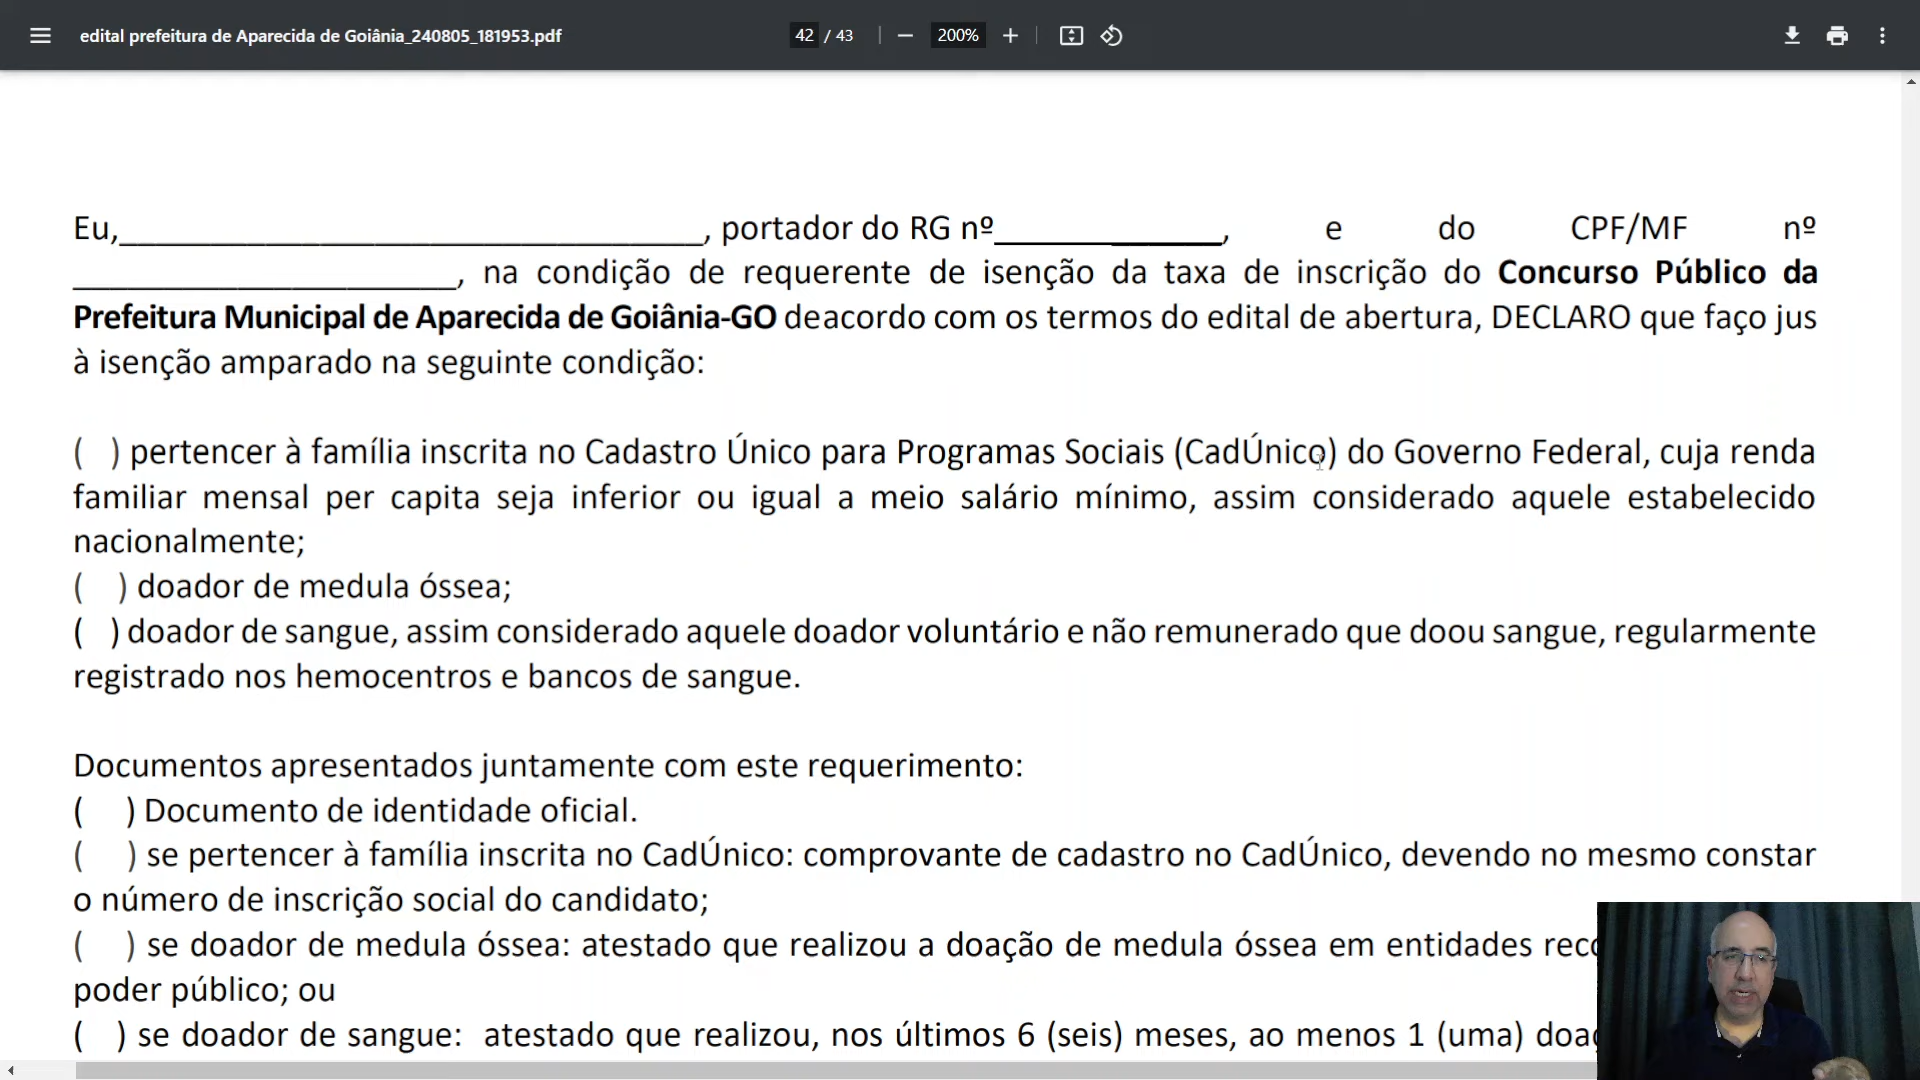 edital prefeitura de Aparecida de Goiânia_240805_181953.pdf
42 / 43
200%
Eu,________________________________, portador do RG nº_____________, e do CPF/MF nº
_____________________, na condição de requerente de isenção da taxa de inscrição do Concurso Público da
Prefeitura Municipal de Aparecida de Goiânia-GO deacordo com os termos do edital de abertura, DECLARO que faço jus
à isenção amparado na seguinte condição:
( ) pertencer à família inscrita no Cadastro Único para Programas Sociais (CadÚnico) do Governo Federal, cuja renda
familiar mensal per capita seja inferior ou igual a meio salário mínimo, assim considerado aquele estabelecido
nacionalmente;
( ) doador de medula óssea;
( ) doador de sangue, assim considerado aquele doador voluntário e não remunerado que doou sangue, regularmente
registrado nos hemocentros e bancos de sangue.
Documentos apresentados juntamente com este requerimento:
( ) Documento de identidade oficial.
( ) se pertencer à família inscrita no CadÚnico: comprovante de cadastro no CadÚnico, devendo no mesmo constar
o número de inscrição social do candidato;
( ) se doador de medula óssea: atestado que realizou a doação de medula óssea em entidades
poder público; ou
( ) se doador de sangue: atestado que realizou, nos últimos 6 (seis) meses, ao menos 1 (uma)